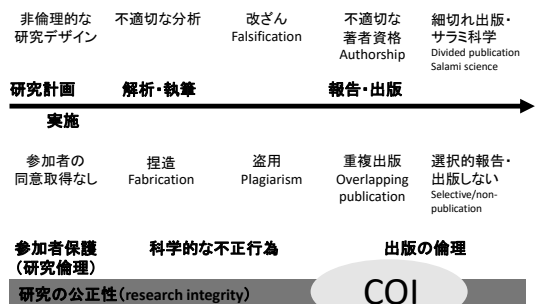 非倫理的な
研究デザイン
不適切な分析
改ざん
Falsification
不適切な
著者資格
Authorship
細切れ出版・
サラミ科学
Divided publication
Salami science
研究計画
解析・執筆
報告・出版
実施
参加者の
同意取得なし
捏造
Fabrication
盗用
Plagiarism
重複出版
Overlapping
publication
選択的報告・
出版しない
Selective/non-
publication
参加者保護
（研究倫理）
科学的な不正行為
出版の倫理
研究の公正性（research integrity）
COI